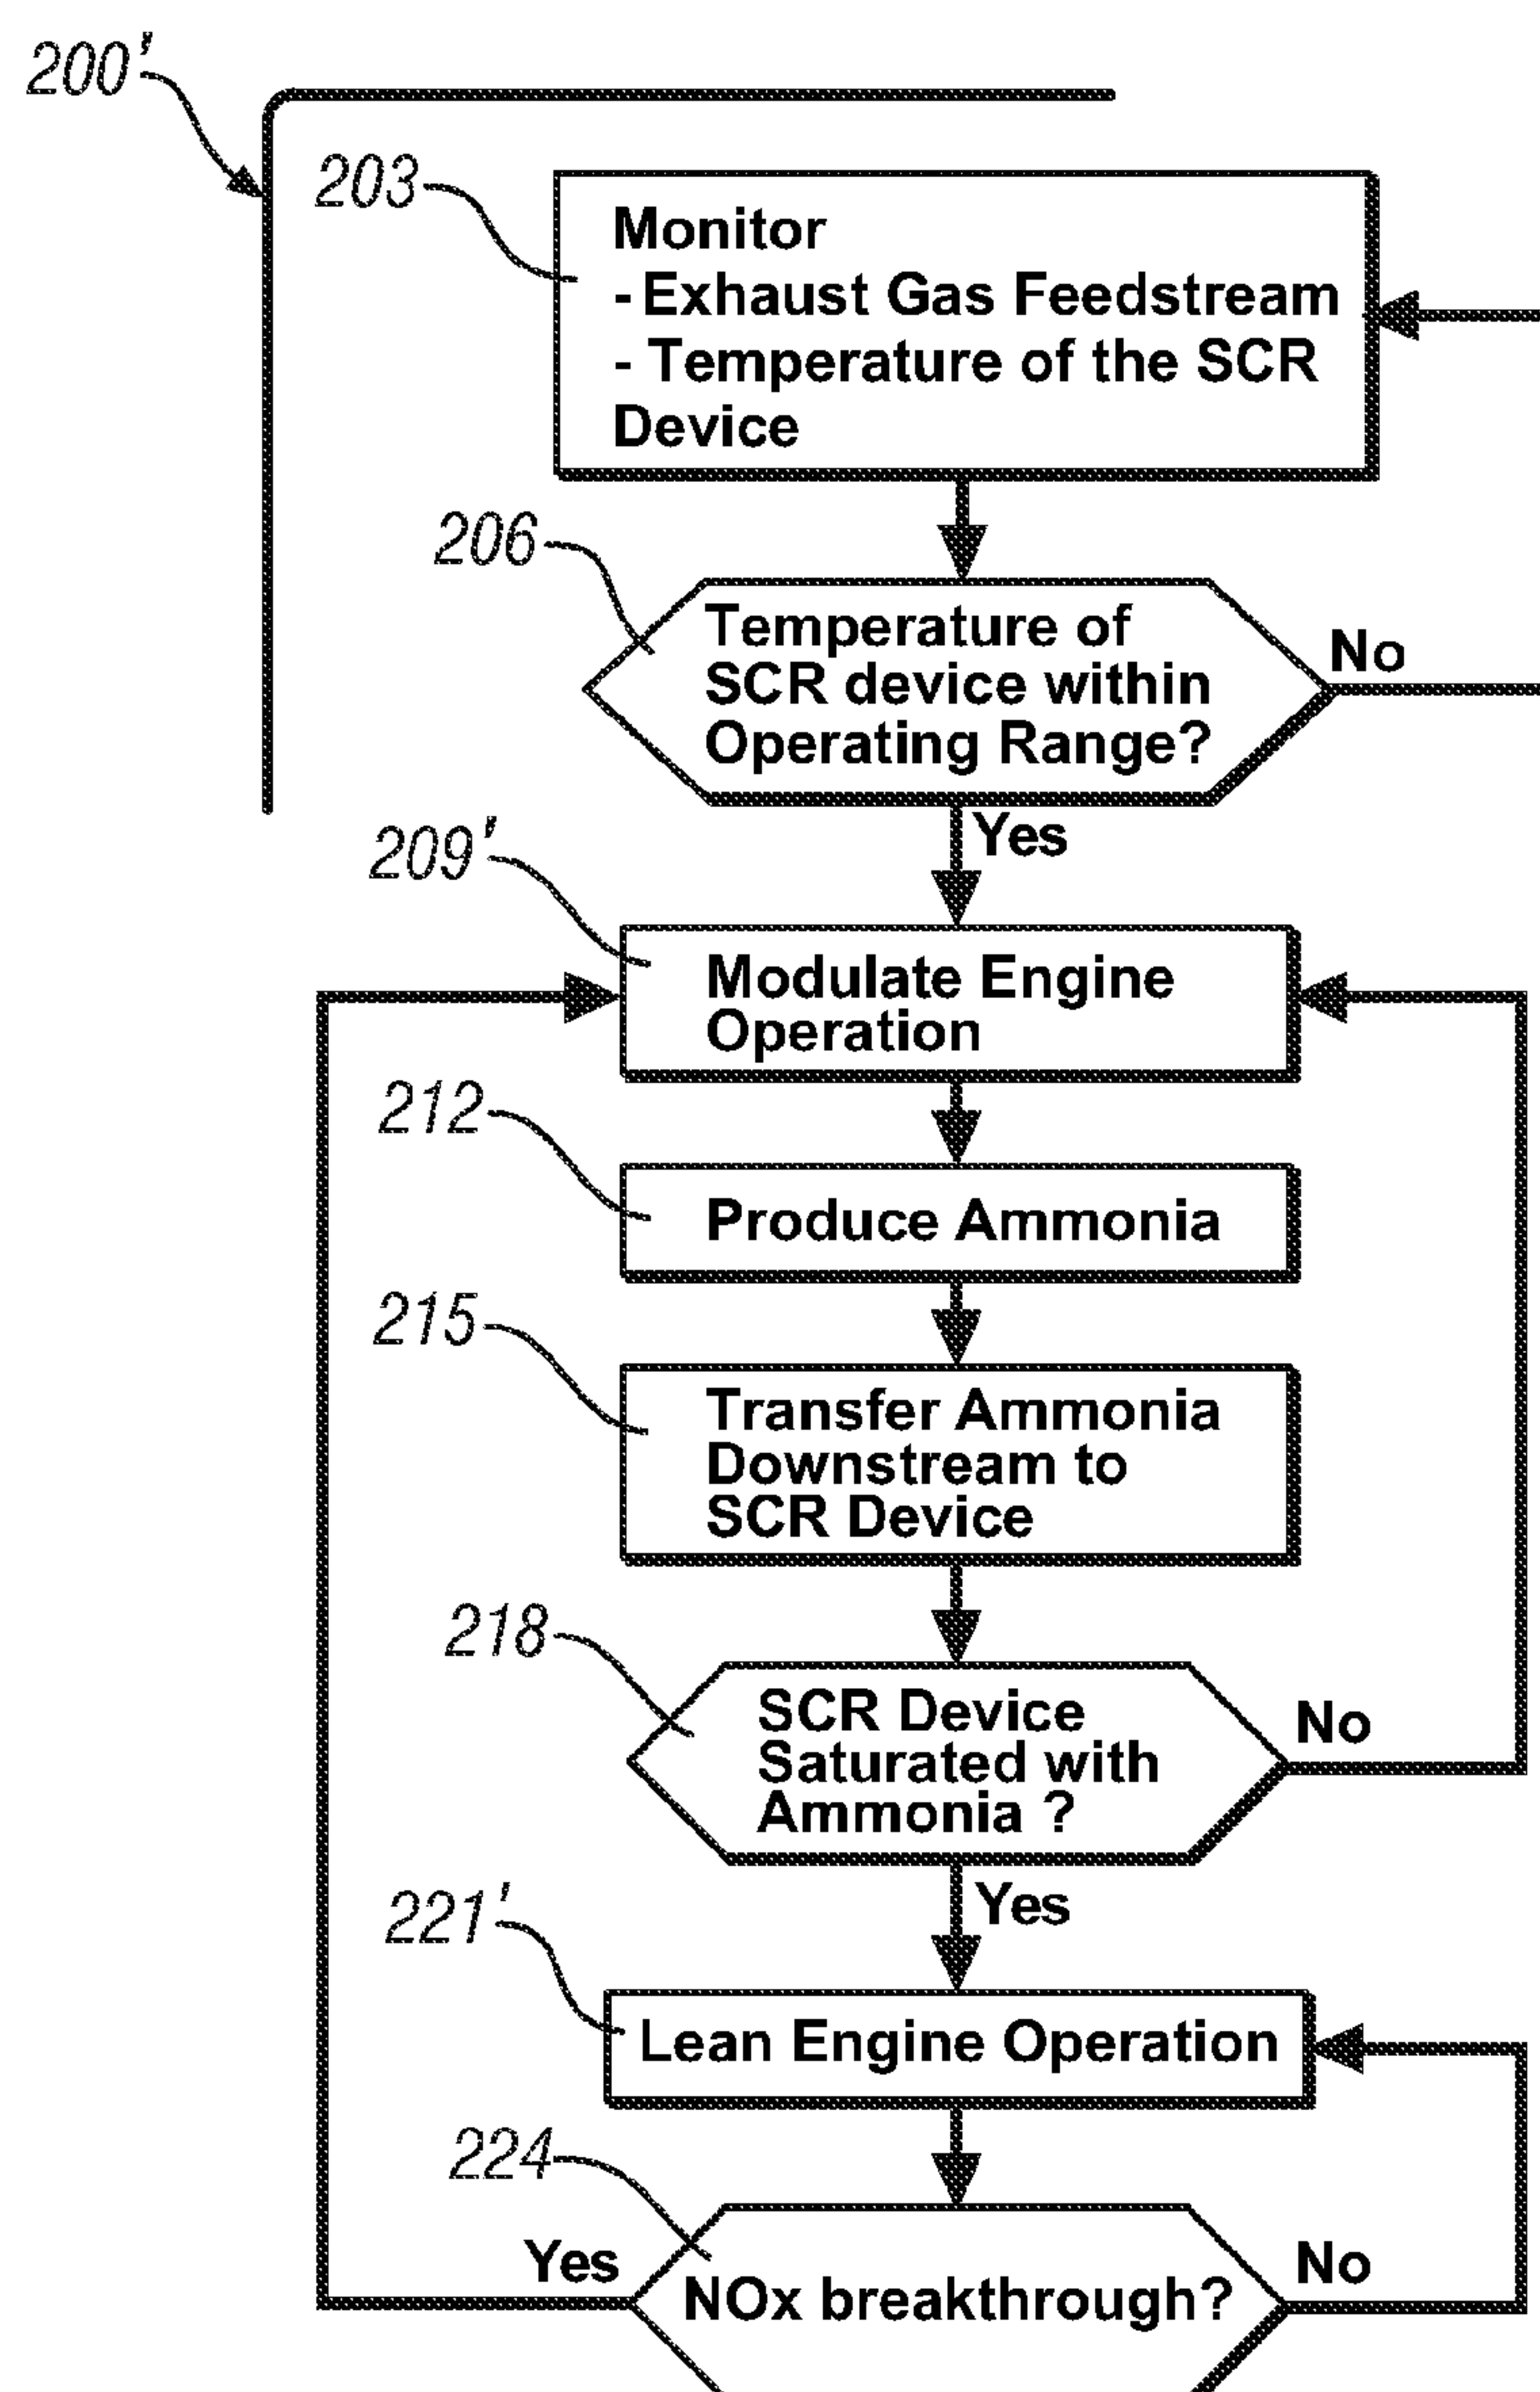 200'
203
Monitor
- Exhaust Gas Feedstream
- Temperature of the SCR
Device
206
Temperature of
SCR device within
Operating Range?
No
Yes
209'
Modulate Engine
Operation
212
Produce Ammonia
215
Transfer Ammonia
Downstream to
SCR Device
218
SCR Device
Saturated with
Ammonia ?
No
Yes
221'
Lean Engine Operation
224
Yes
NOx breakthrough?
No